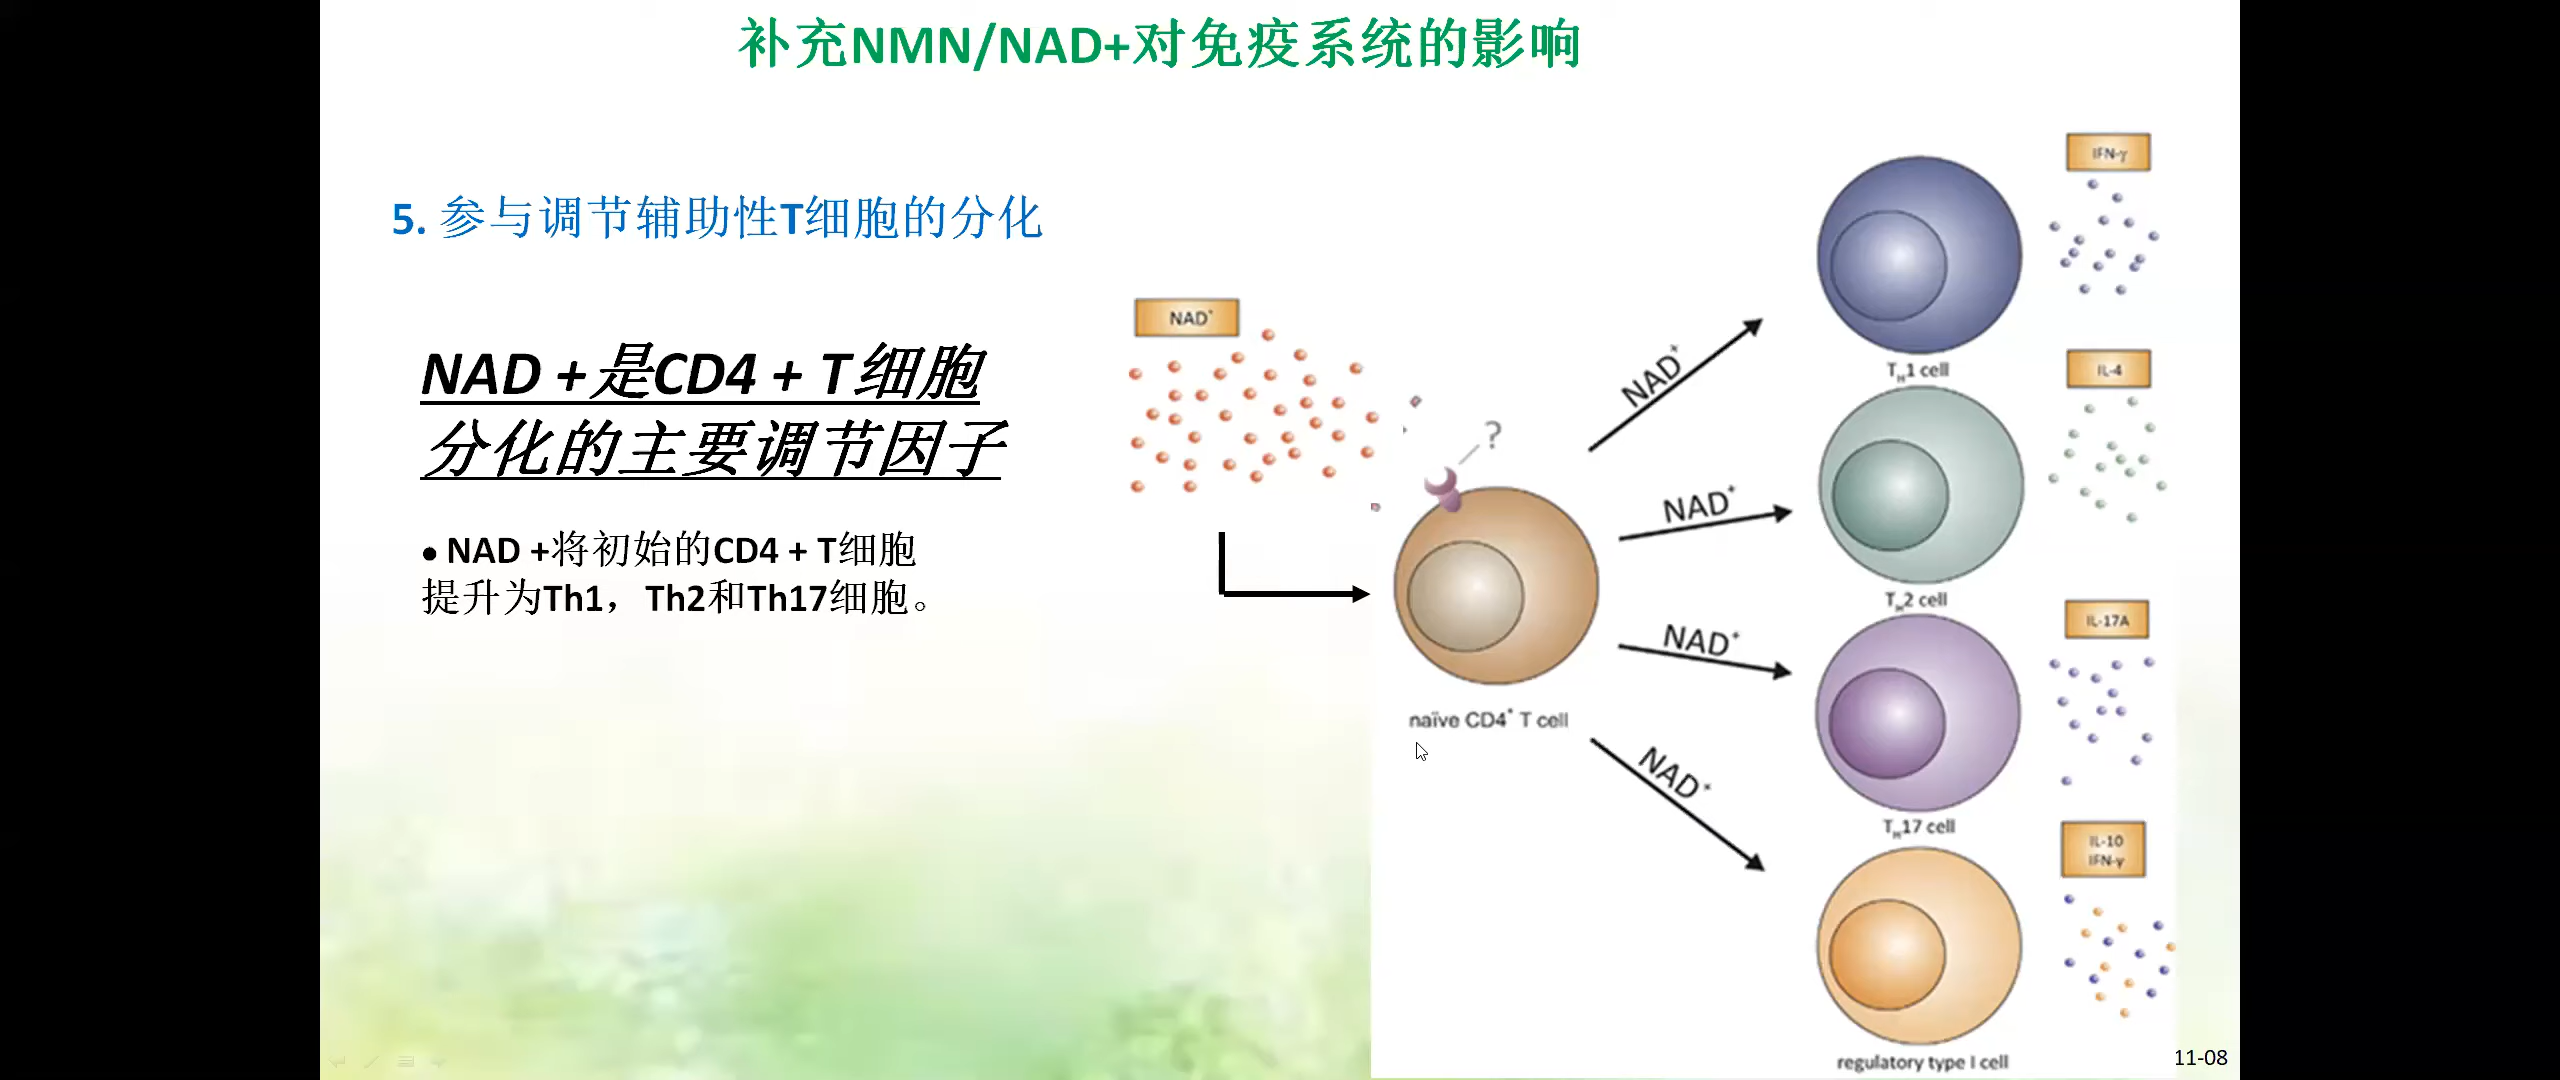 补充NMN/NAD+对免疫系统的影响
5. 参与调节辅助性T细胞的分化
NAD +是CD4 + T细胞
分化的主要调节因子
● NAD +将初始的CD4 + T细胞
提升为Th1，Th2和Th17细胞。
NAD⁺
?
naïve CD4⁺ T cell
NAD⁺
NAD⁺
NAD⁺
NAD⁺
IFN-γ
TH1 cell
IL-4
TH2 cell
IL-17A
TH17 cell
IL-10
IFN-γ
regulatory type I cell
11-08